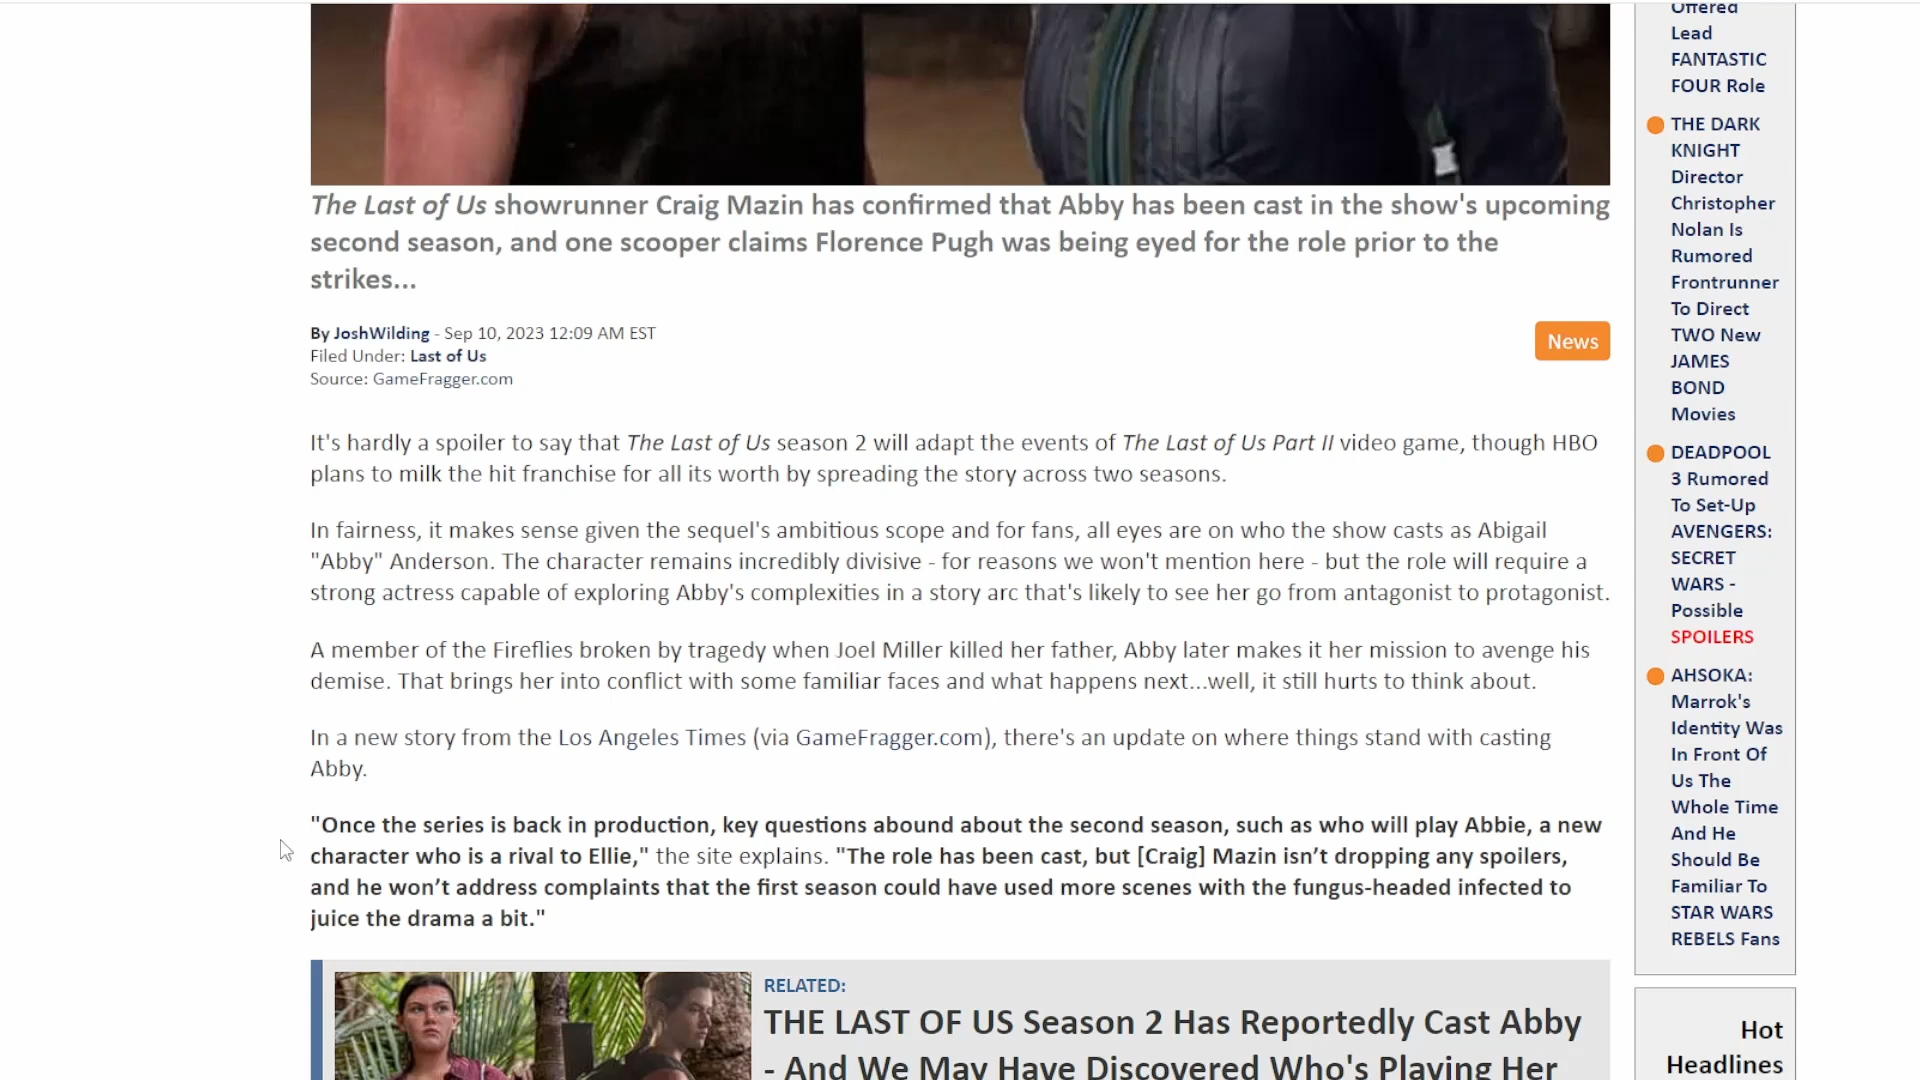 The Last of Us showrunner Craig Mazin has confirmed that Abby has been cast in the show's upcoming
second season, and one scooper claims Florence Pugh was being eyed for the role prior to the
strikes...
By JoshWilding - Sep 10, 2023 12:09 AM EST
Filed Under: Last of Us
Source: GameFragger.com
News
It's hardly a spoiler to say that The Last of Us season 2 will adapt the events of The Last of Us Part II video game, though HBO
plans to milk the hit franchise for all its worth by spreading the story across two seasons.
In fairness, it makes sense given the sequel's ambitious scope and for fans, all eyes are on who the show casts as Abigail
"Abby" Anderson. The character remains incredibly divisive - for reasons we won't mention here - but the role will require a
strong actress capable of exploring Abby's complexities in a story arc that's likely to see her go from antagonist to protagonist.
A member of the Fireflies broken by tragedy when Joel Miller killed her father, Abby later makes it her mission to avenge his
demise. That brings her into conflict with some familiar faces and what happens next...well, it still hurts to think about.
In a new story from the Los Angeles Times (via GameFragger.com), there's an update on where things stand with casting
Abby.
"Once the series is back in production, key questions abound about the second season, such as who will play Abbie, a new
character who is a rival to Ellie," the site explains. "The role has been cast, but [Craig] Mazin isn’t dropping any spoilers,
and he won’t address complaints that the first season could have used more scenes with the fungus-headed infected to
juice the drama a bit."
RELATED:
THE LAST OF US Season 2 Has Reportedly Cast Abby
- And We May Have Discovered Who's Playing Her
Offered
Lead
FANTASTIC
FOUR Role
THE DARK
KNIGHT
Director
Christopher
Nolan Is
Rumored
Frontrunner
To Direct
TWO New
JAMES
BOND
Movies
DEADPOOL
3 Rumored
To Set-Up
AVENGERS:
SECRET
WARS -
Possible
SPOILERS
AHSOKA:
Marrok's
Identity Was
In Front Of
Us The
Whole Time
And He
Should Be
Familiar To
STAR WARS
REBELS Fans
Hot
Headlines